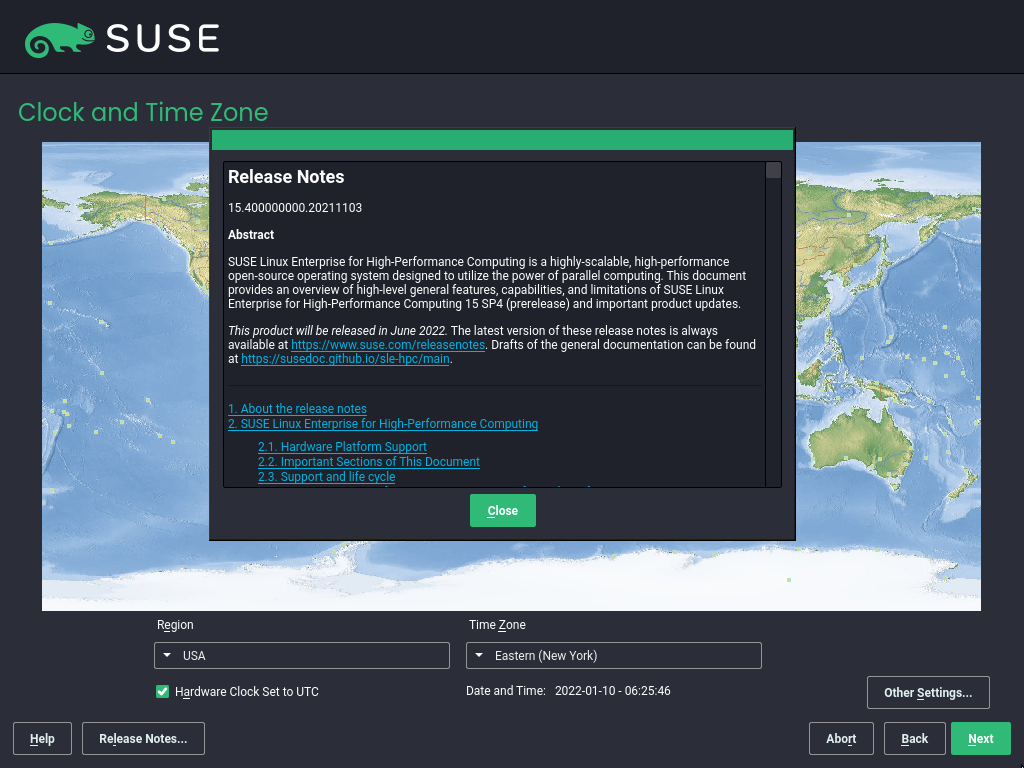 SUSE
Clock and Time Zone
Release Notes
15.400000000.20211103
Abstract
SUSE Linux Enterprise for High-Performance Computing is a highly-scalable, high-performance
open-source operating system designed to utilize the power of parallel computing. This document
provides an overview of high-level general features, capabilities, and limitations of SUSE Linux
Enterprise for High-Performance Computing 15 SP4 (prerelease) and important product updates.
This product will be released in June 2022. The latest version of these release notes is always
available at https://www.suse.com/releasenotes. Drafts of the general documentation can be found
at https://susedoc.github.io/sle-hpc/main.
1. About the release notes
2. SUSE Linux Enterprise for High-Performance Computing
2.1. Hardware Platform Support
2.2. Important Sections of This Document
2.3. Support and life cycle
Close
Region
Time Zone
USA
Eastern (New York)
Hardware Clock Set to UTC
Date and Time: 2022-01-10 - 06:25:46
Other Settings...
Help
Release Notes...
Abort
Back
Next